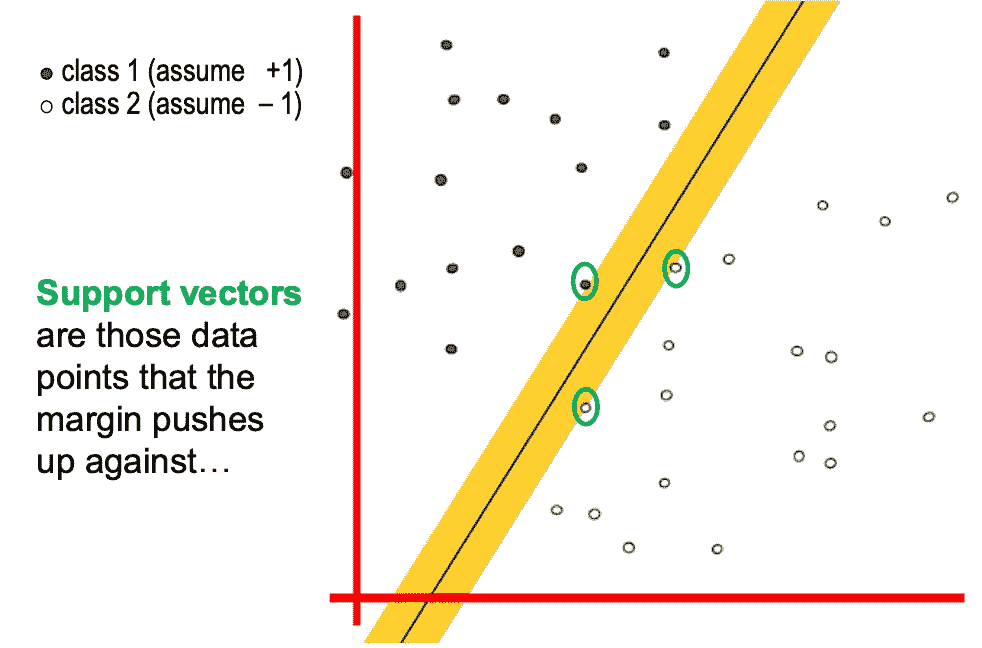 class 1 (assume +1)
class 2 (assume – 1)
Support vectors
are those data
points that the
margin pushes
up against…